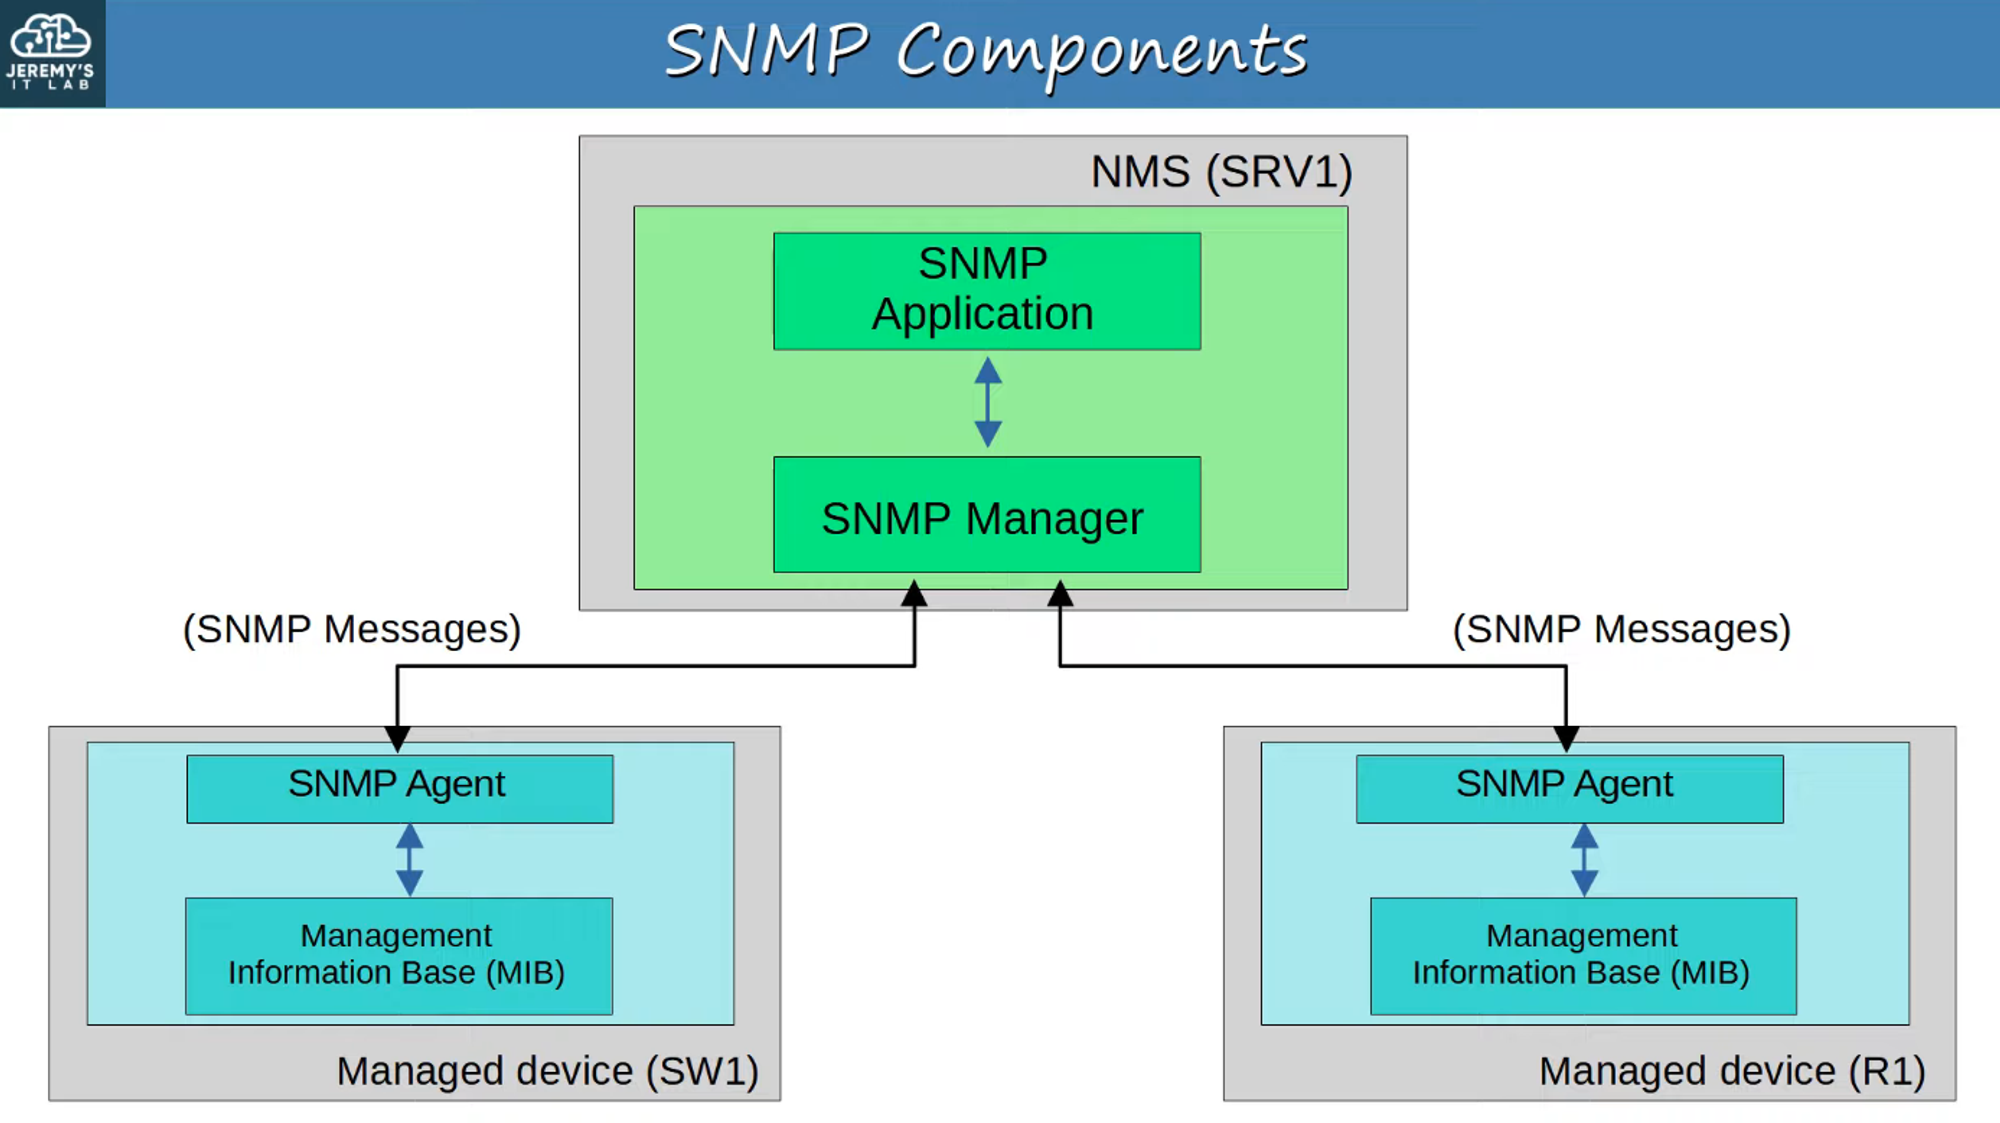 JEREMY'S
IT LAB
SNMP Components
NMS (SRV1)
SNMP
Application
SNMP Manager
(SNMP Messages)
(SNMP Messages)
SNMP Agent
Management
Information Base (MIB)
Managed device (SW1)
SNMP Agent
Management
Information Base (MIB)
Managed device (R1)